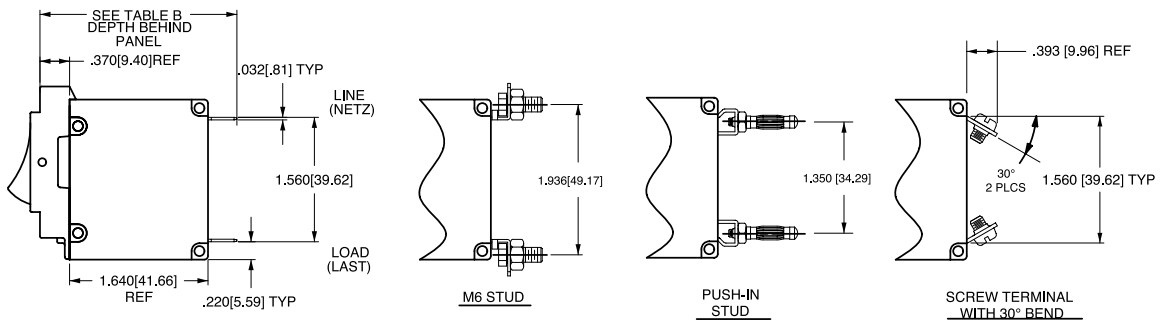 SEE TABLE B
DEPTH BEHIND
PANEL
.370[9.40]REF
.032[.81] TYP
LINE
(NETZ)
1.560[39.62]
LOAD
(LAST)
1.640[41.66]
REF
.220[5.59] TYP
1.936[49.17]
M6 STUD
1.350 [34.29]
PUSH-IN
STUD
.393 [9.96] REF
30°
2 PLCS
1.560 [39.62] TYP
SCREW TERMINAL
WITH 30° BEND